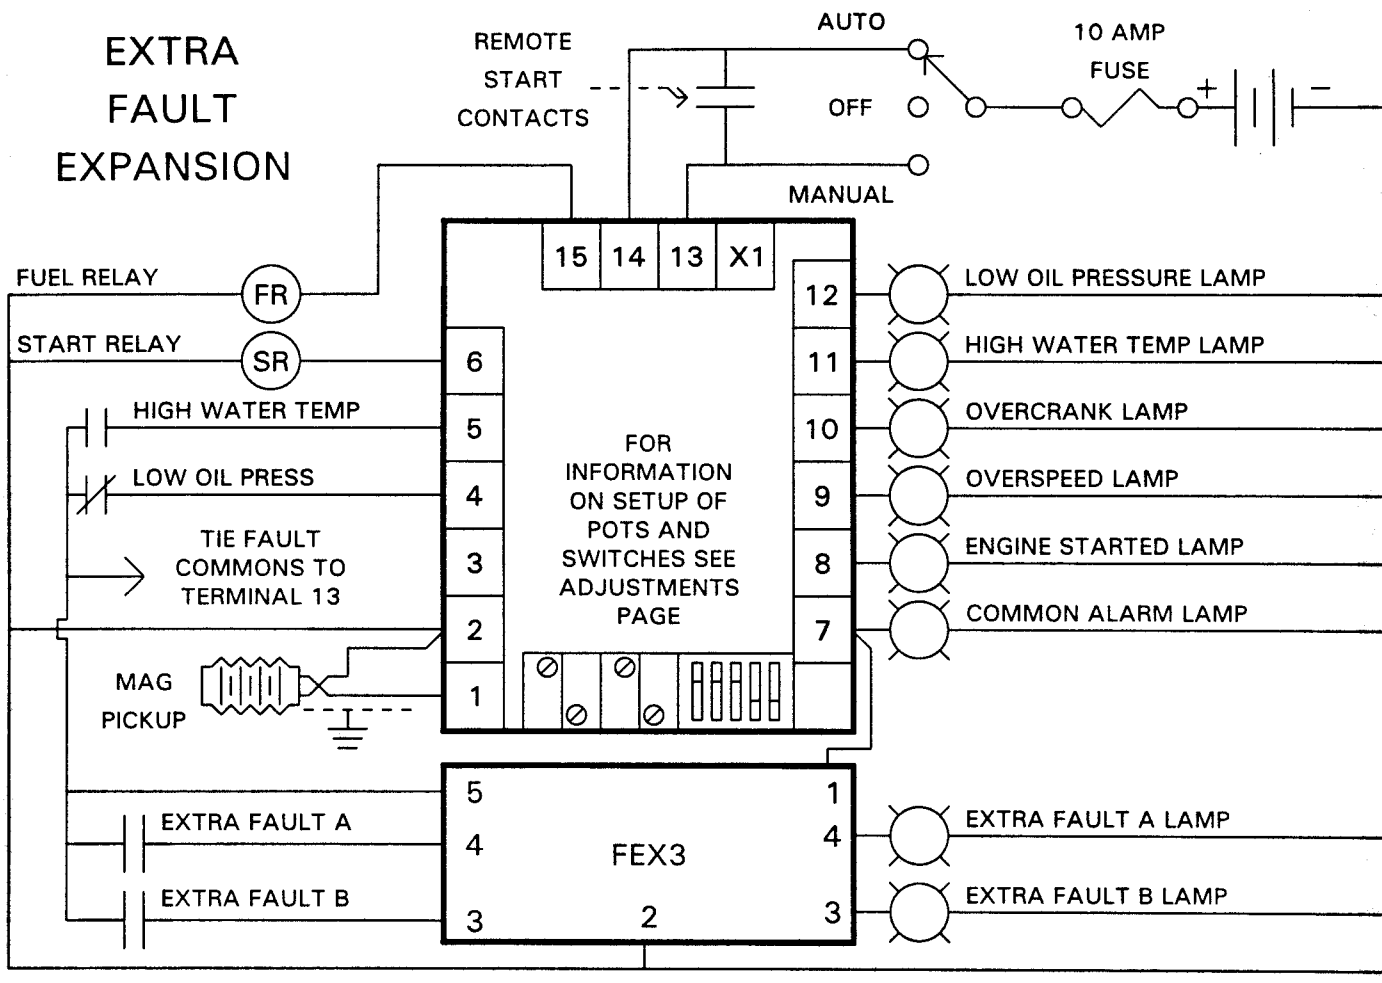 EXTRA
FAULT
EXPANSION
REMOTE
START
CONTACTS
AUTO
OFF
MANUAL
10 AMP
FUSE
+
−
15 14 13 X1
FUEL RELAY
FR
START RELAY
SR
HIGH WATER TEMP
LOW OIL PRESS
TIE FAULT
COMMONS TO
TERMINAL 13
MAG
PICKUP
6
5
4
3
2
1
FOR
INFORMATION
ON SETUP OF
POTS AND
SWITCHES SEE
ADJUSTMENTS
PAGE
12
11
10
9
8
7
LOW OIL PRESSURE LAMP
HIGH WATER TEMP LAMP
OVERCRANK LAMP
OVERSPEED LAMP
ENGINE STARTED LAMP
COMMON ALARM LAMP
EXTRA FAULT A
EXTRA FAULT B
5
4
3
FEX3
2
1
4
3
EXTRA FAULT A LAMP
EXTRA FAULT B LAMP